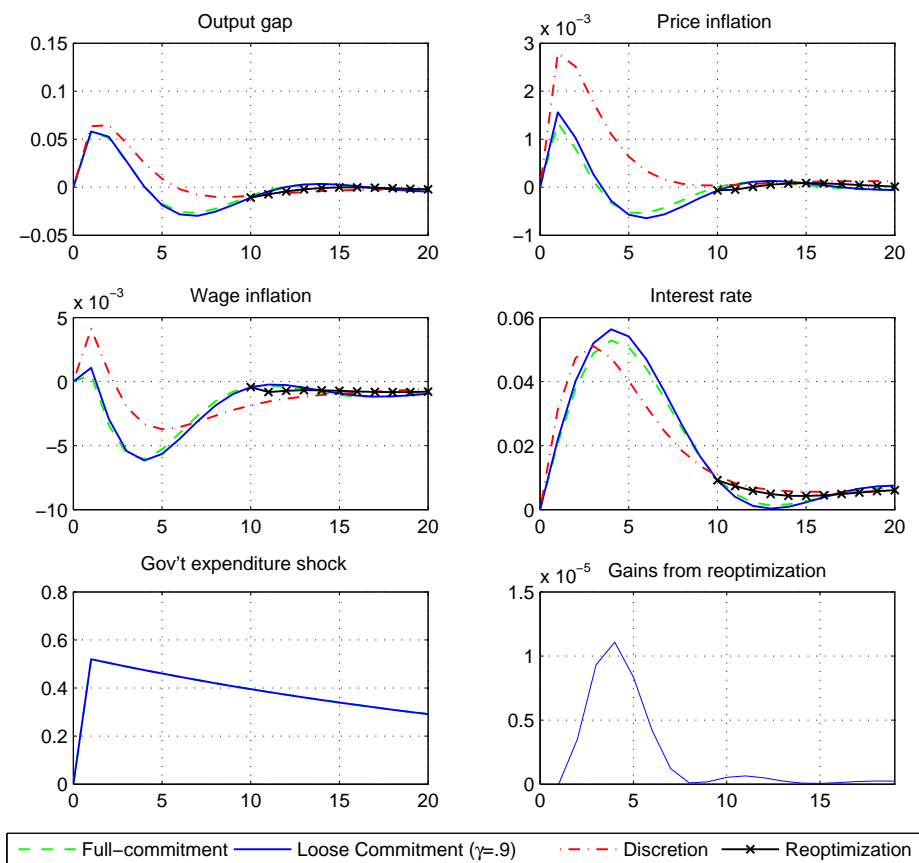 Output gap
0.15
0.1
0.05
0
−0.05
0 5 10 15 20
Price inflation
x 10−3
3
2
1
0
−1
0 5 10 15 20
Wage inflation
x 10−3
5
0
−5
−10
0 5 10 15 20
Interest rate
0.06
0.04
0.02
0
0 5 10 15 20
Gov't expenditure shock
0.8
0.6
0.4
0.2
0
0 5 10 15 20
Gains from reoptimization
x 10−5
1.5
1
0.5
0
0 5 10 15
Full−commitment Loose Commitment (γ=.9) Discretion Reoptimization